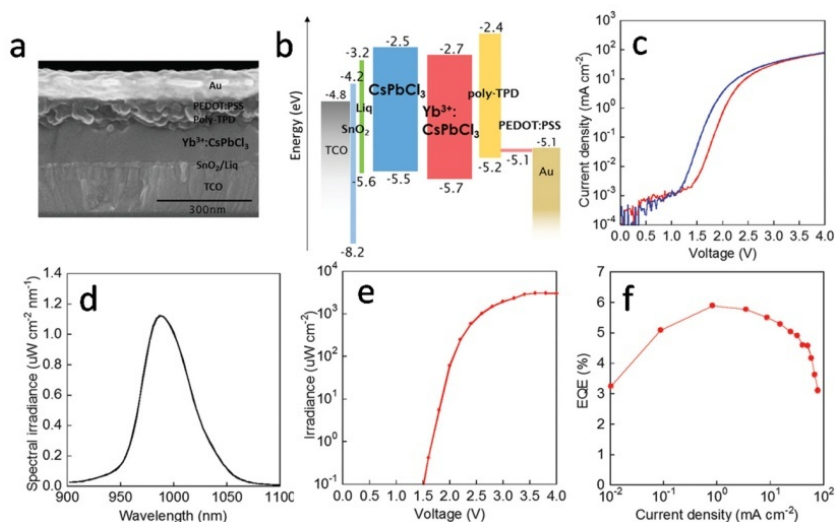 a
Au
PEDOT:PSS
Poly-TPD
Yb³⁺:CsPbCl₃
SnO₂/Liq
TCO
300nm
b
Energy (eV)
-4.8
-4.2
-3.2
-2.5
-2.7
-2.4
CsPbCl₃
Liq
SnO₂
TCO
Yb³⁺:
CsPbCl₃
poly-TPD
PEDOT:PSS
-5.1
-5.2
-5.1
Au
-5.6
-5.5
-5.7
-8.2
c
Current density (mA cm⁻²)
10³
10²
10¹
10⁰
10⁻¹
10⁻²
10⁻³
10⁻⁴
0.0 0.5 1.0 1.5 2.0 2.5 3.0 3.5 4.0
Voltage (V)
d
Spectral irradiance (uW cm⁻² nm⁻¹)
1.4
1.2
1.0
0.8
0.6
0.4
0.2
0.0
900 950 1000 1050 1100
Wavelength (nm)
e
Irradiance (uW cm⁻²)
10⁴
10³
10²
10¹
10⁰
10⁻¹
0.0 0.5 1.0 1.5 2.0 2.5 3.0 3.5 4.0
Voltage (V)
f
EQE (%)
8
7
6
5
4
3
2
1
0
10⁻² 10⁻¹ 10⁰ 10¹ 10²
Current density (mA cm⁻²)